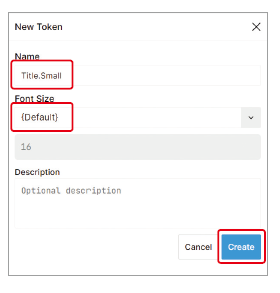 New Token
Name
Title.Small
Font Size
{Default}
16
Description
Optional description
Cancel
Create